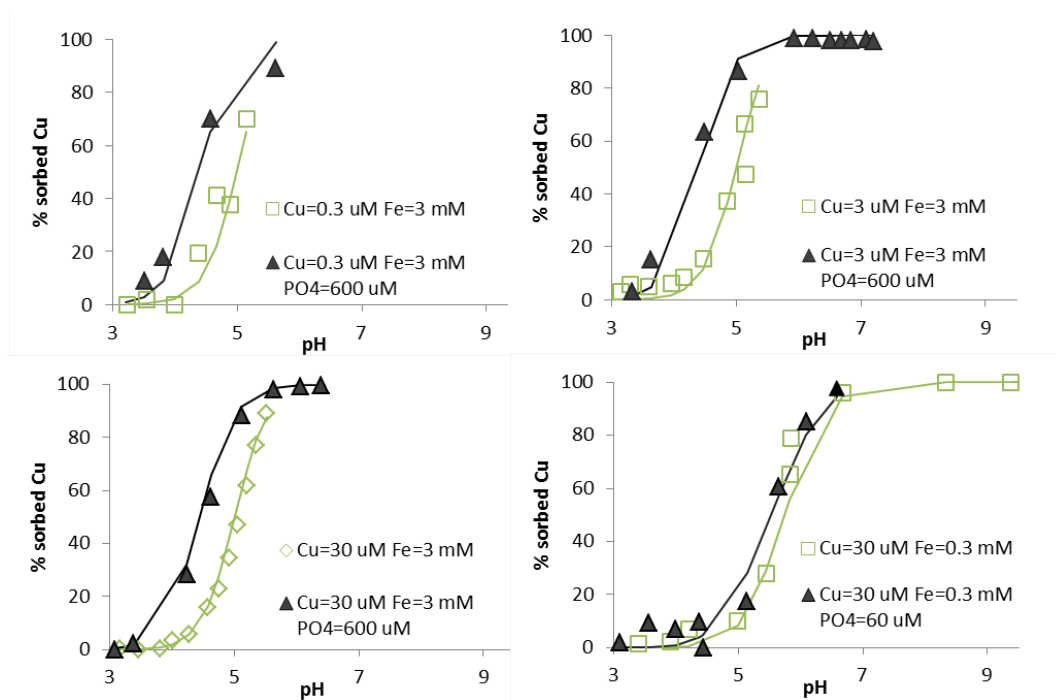 % sorbed Cu
100
80
60
40
20
0
Cu=0.3 uM Fe=3 mM
Cu=0.3 uM Fe=3 mM
PO4=600 uM
3 5 7 9
pH
% sorbed Cu
100
80
60
40
20
0
Cu=3 uM Fe=3 mM
Cu=3 uM Fe=3 mM
PO4=600 uM
3 5 7 9
pH
% sorbed Cu
100
80
60
40
20
0
Cu=30 uM Fe=3 mM
Cu=30 uM Fe=3 mM
PO4=600 uM
3 5 7 9
pH
% sorbed Cu
100
80
60
40
20
0
Cu=30 uM Fe=0.3 mM
Cu=30 uM Fe=0.3 mM
PO4=60 uM
3 5 7 9
pH